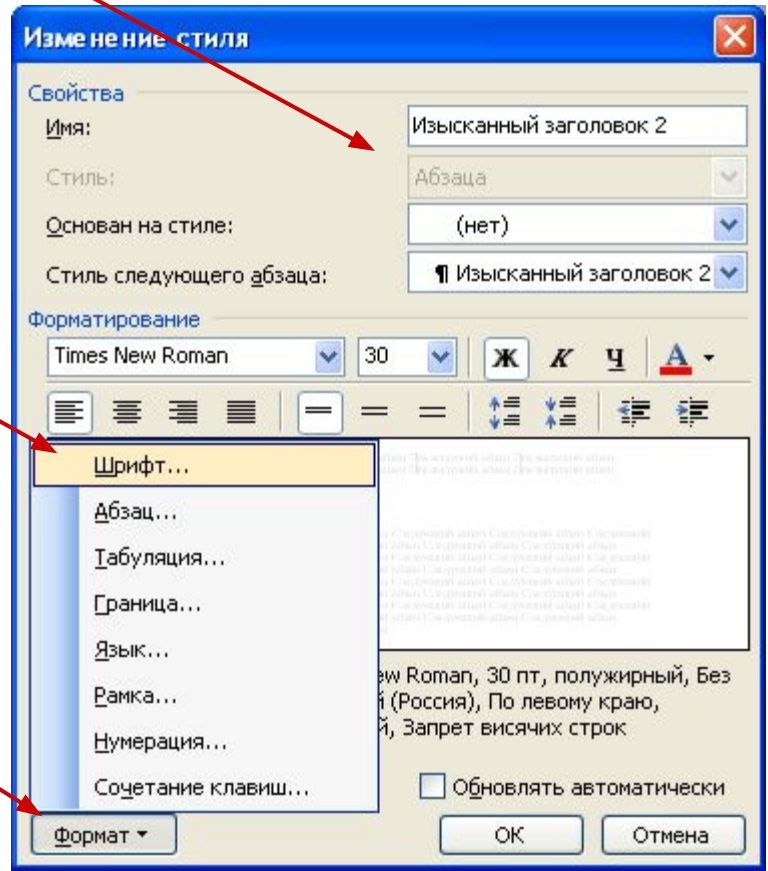 Изменение стиля
Свойства
Имя: Изысканный заголовок 2
Стиль: Абзаца
Основан на стиле: (нет)
Стиль следующего абзаца: ¶ Изысканный заголовок 2
Форматирование
Times New Roman 30 Ж К Ч А
Шрифт...
Абзац...
Табуляция...
Граница...
Язык...
Рамка...
Нумерация...
Сочетание клавиш...
Roman, 30 пт, полужирный, Без
(Россия), По левому краю,
Запрет висячих строк
Обновлять автоматически
Формат OK Отмена